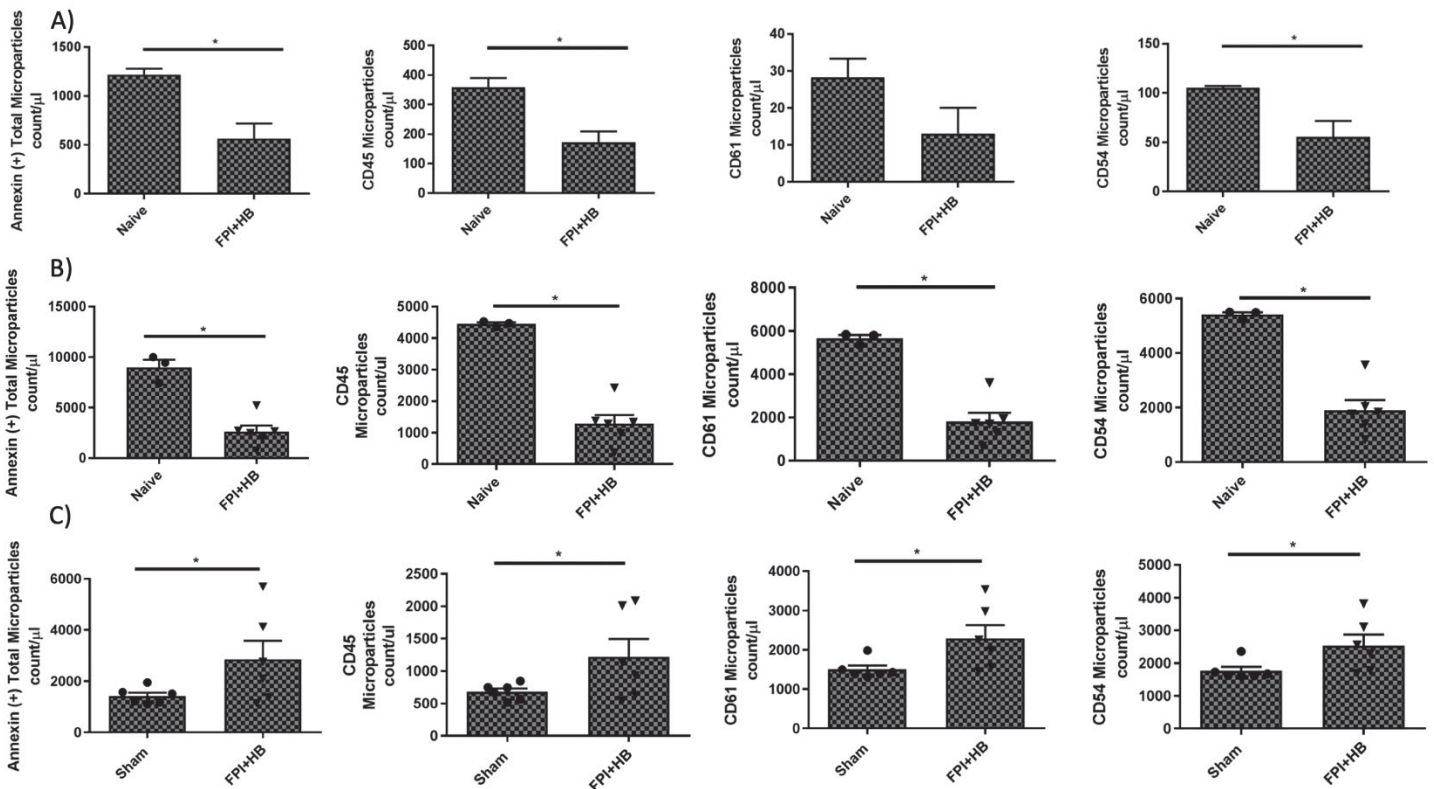 A)
Annexin (+) Total Microparticles
count/µl
1500
1000
500
0
*
Naive
FPI+HB
CD45 Microparticles
count/µl
500
400
300
200
100
0
*
Naive
FPI+HB
CD61 Microparticles
count/µl
40
30
20
10
0
Naive
FPI+HB
CD54 Microparticles
count/µl
150
100
50
0
*
Naive
FPI+HB
B)
Annexin (+) Total Microparticles
count/µl
15000
10000
5000
0
*
Naive
FPI+HB
CD45
Microparticles
count/ul
5000
4000
3000
2000
1000
0
*
Naive
FPI+HB
CD61 Microparticles
count/µl
8000
6000
4000
2000
0
*
Naive
FPI+HB
CD54 Microparticles
count/µl
6000
4000
2000
0
*
Naive
FPI+HB
C)
Annexin (+) Total Microparticles
count/µl
6000
4000
2000
0
*
Sham
FPI+HB
CD45
Microparticles
count/ul
2500
2000
1500
1000
500
0
*
Sham
FPI+HB
CD61 Microparticles
count/µl
4000
3000
2000
1000
0
*
Sham
FPI+HB
CD54 Microparticles
count/µl
5000
4000
3000
2000
1000
0
*
Sham
FPI+HB